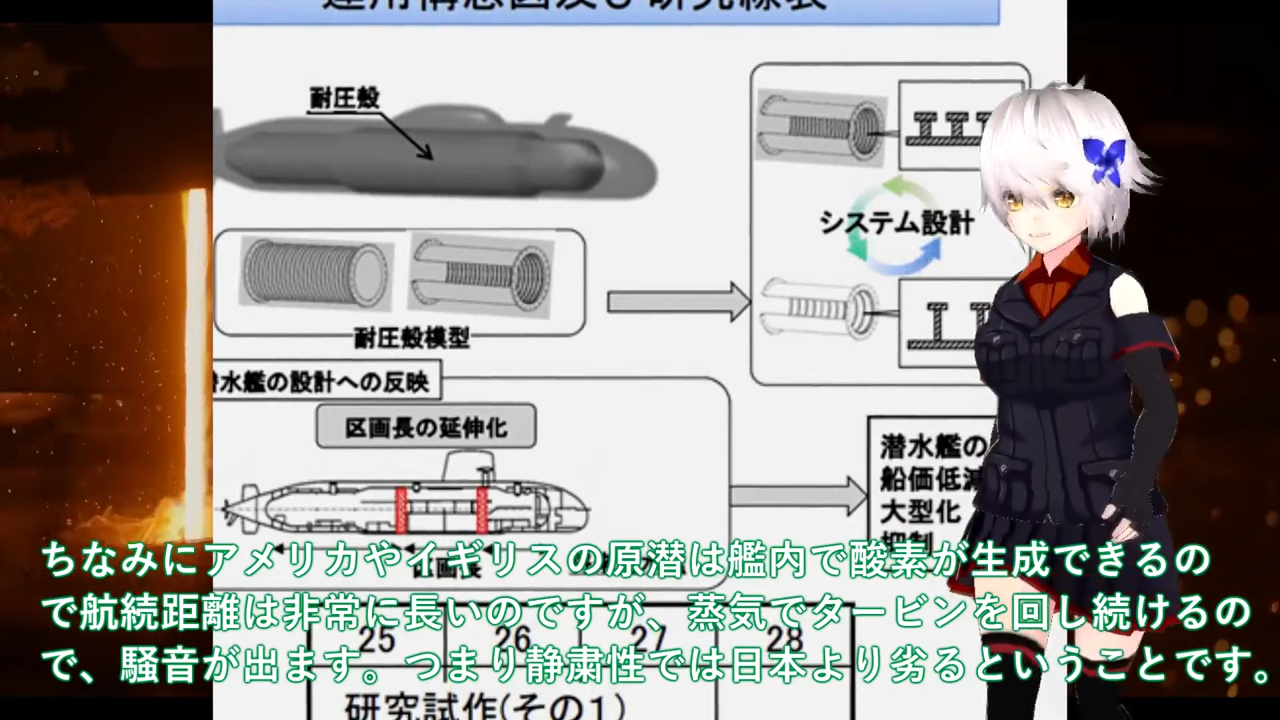 運用構想図及び研究線表
耐圧殻
システム設計
耐圧殻模型
潜水艦の設計への反映
区画長の延伸化
潜水艦の
船価低減
大型化
抑制
区画長
ちなみにアメリカやイギリスの原潜は艦内で酸素が生成できるの
で航続距離は非常に長いのですが、蒸気でタービンを回し続けるの
で、騒音が出ます。つまり静粛性では日本より劣るということです。
25 26 27 28
研究試作(その1)